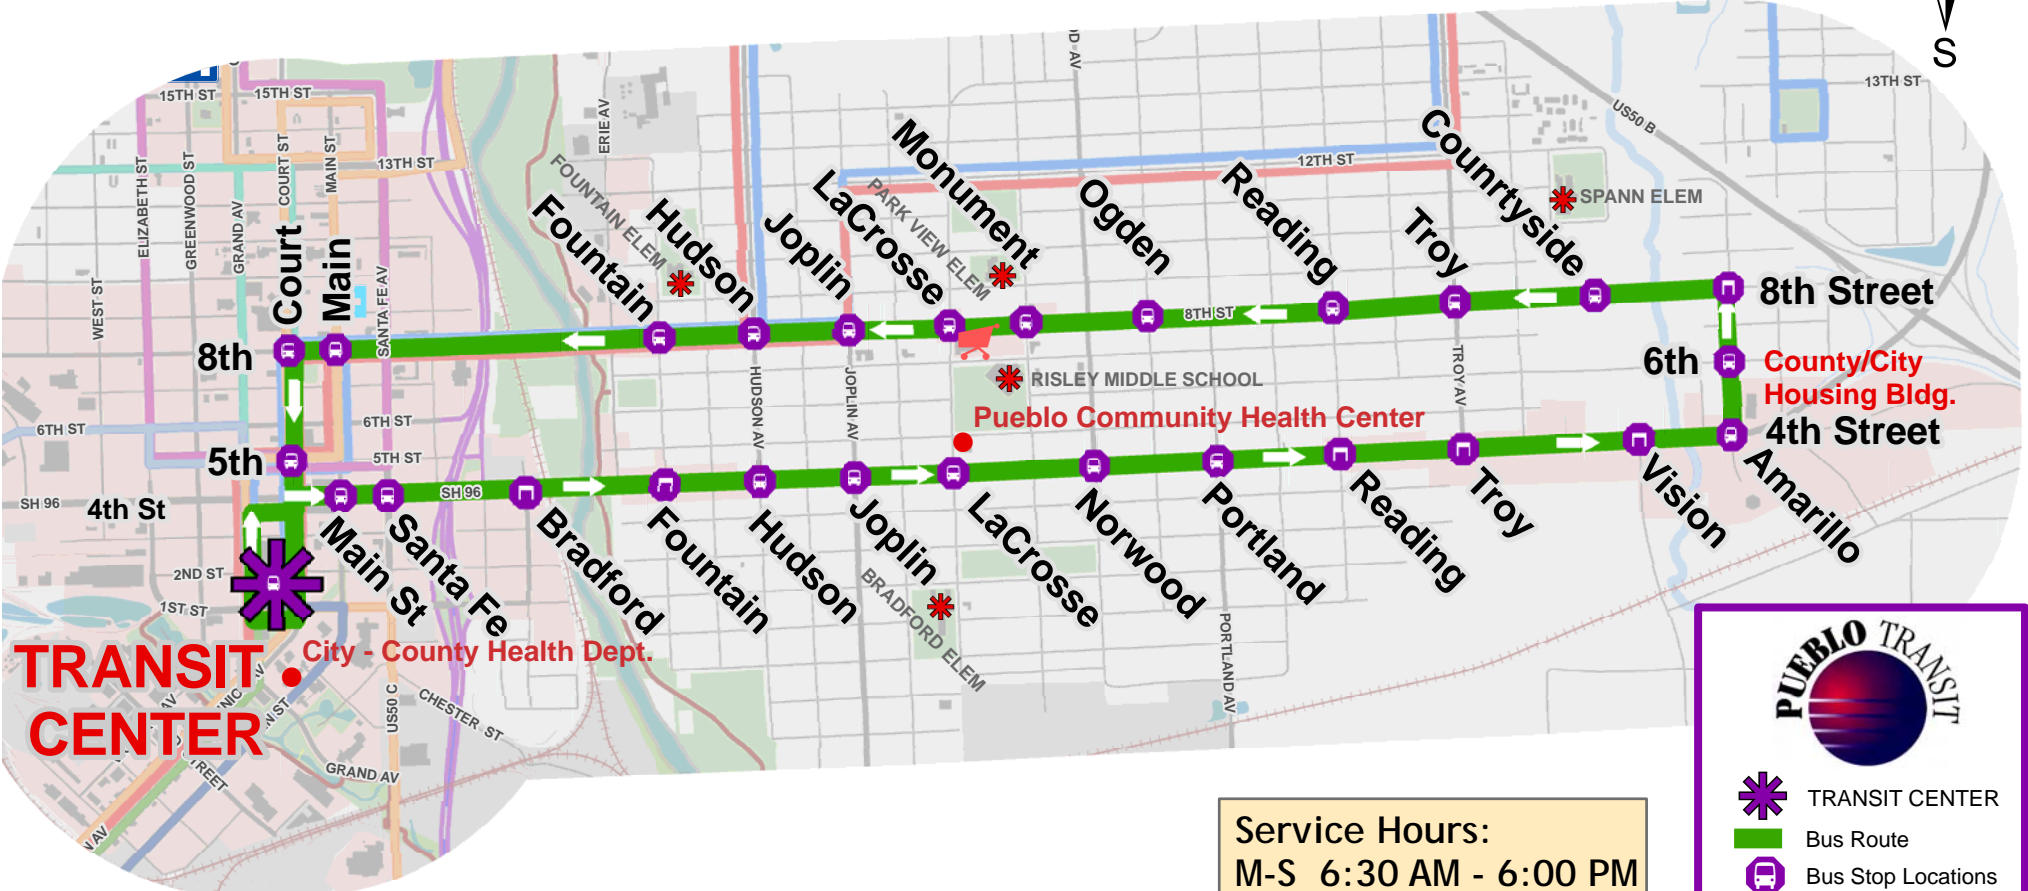 S
15TH ST
15TH ST
13TH ST
13TH ST
12TH ST
US50 B
ELIZABETH ST
GREENWOOD ST
GRAND AV
COURT ST
MAIN ST
WEST ST
SANTA FE AV
ERIE AV
FOUNTAIN ELEM
PARK VIEW ELEM
SPANN ELEM
Court
Main
Fountain
Hudson
Joplin
LaCrosse
Monument
Ogden
Reading
Troy
Counrtyside
8th Street
8th
8TH ST
6th
County/City
Housing Bldg.
RISLEY MIDDLE SCHOOL
Pueblo Community Health Center
HUDSON AV
JOPLIN AV
TROY AV
6TH ST
6TH ST
5TH ST
5th
4th Street
SH 96
4th St
SH 96
Main St
Santa Fe
Bradford
Fountain
Hudson
Joplin
LaCrosse
Norwood
Portland
Reading
Troy
Vision
Amarillo
2ND ST
1ST ST
BRADFORD ELEM
PORTLAND AV
TRANSIT
CENTER
City - County Health Dept.
US50 C
CHESTER ST
GRAND AV
PUEBLO TRANSIT
TRANSIT CENTER
Bus Route
Bus Stop Locations
Service Hours:
M-S 6:30 AM - 6:00 PM